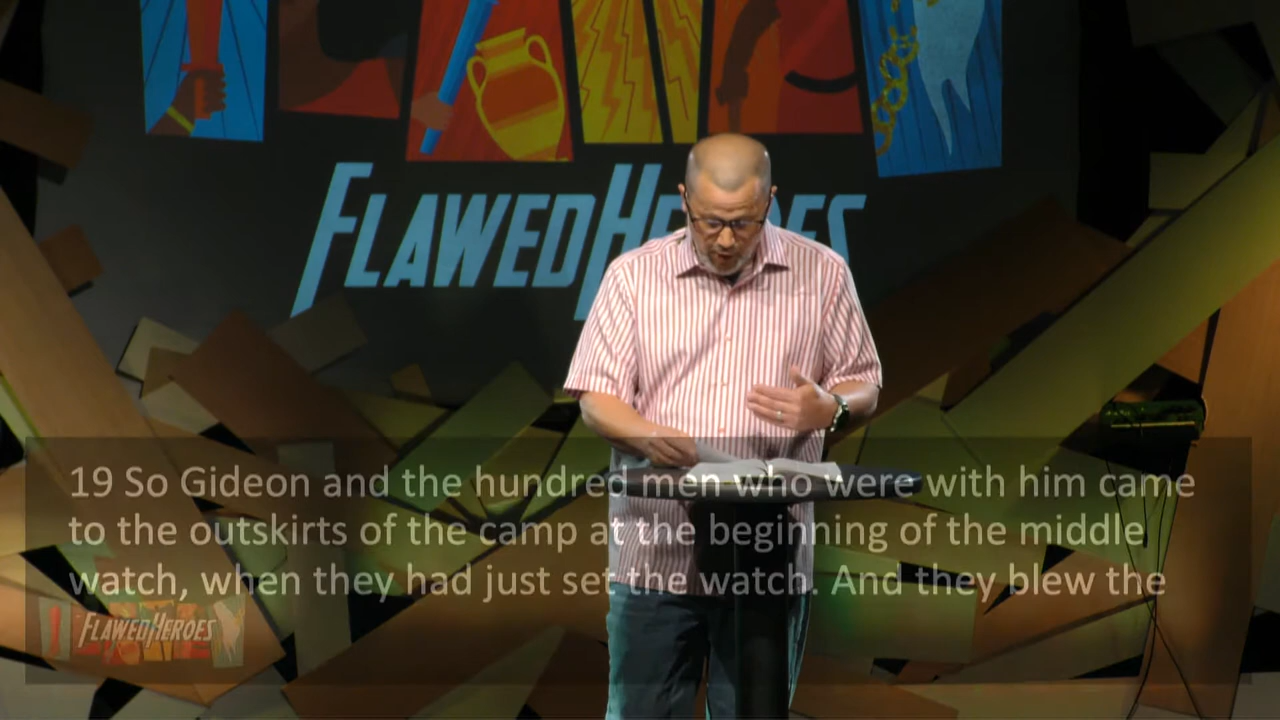 FLAWEDHEROES
19 So Gideon and the hundred men who were with him came
to the outskirts of the camp at the beginning of the middle
watch, when they had just set the watch. And they blew the
FLAWEDHEROES